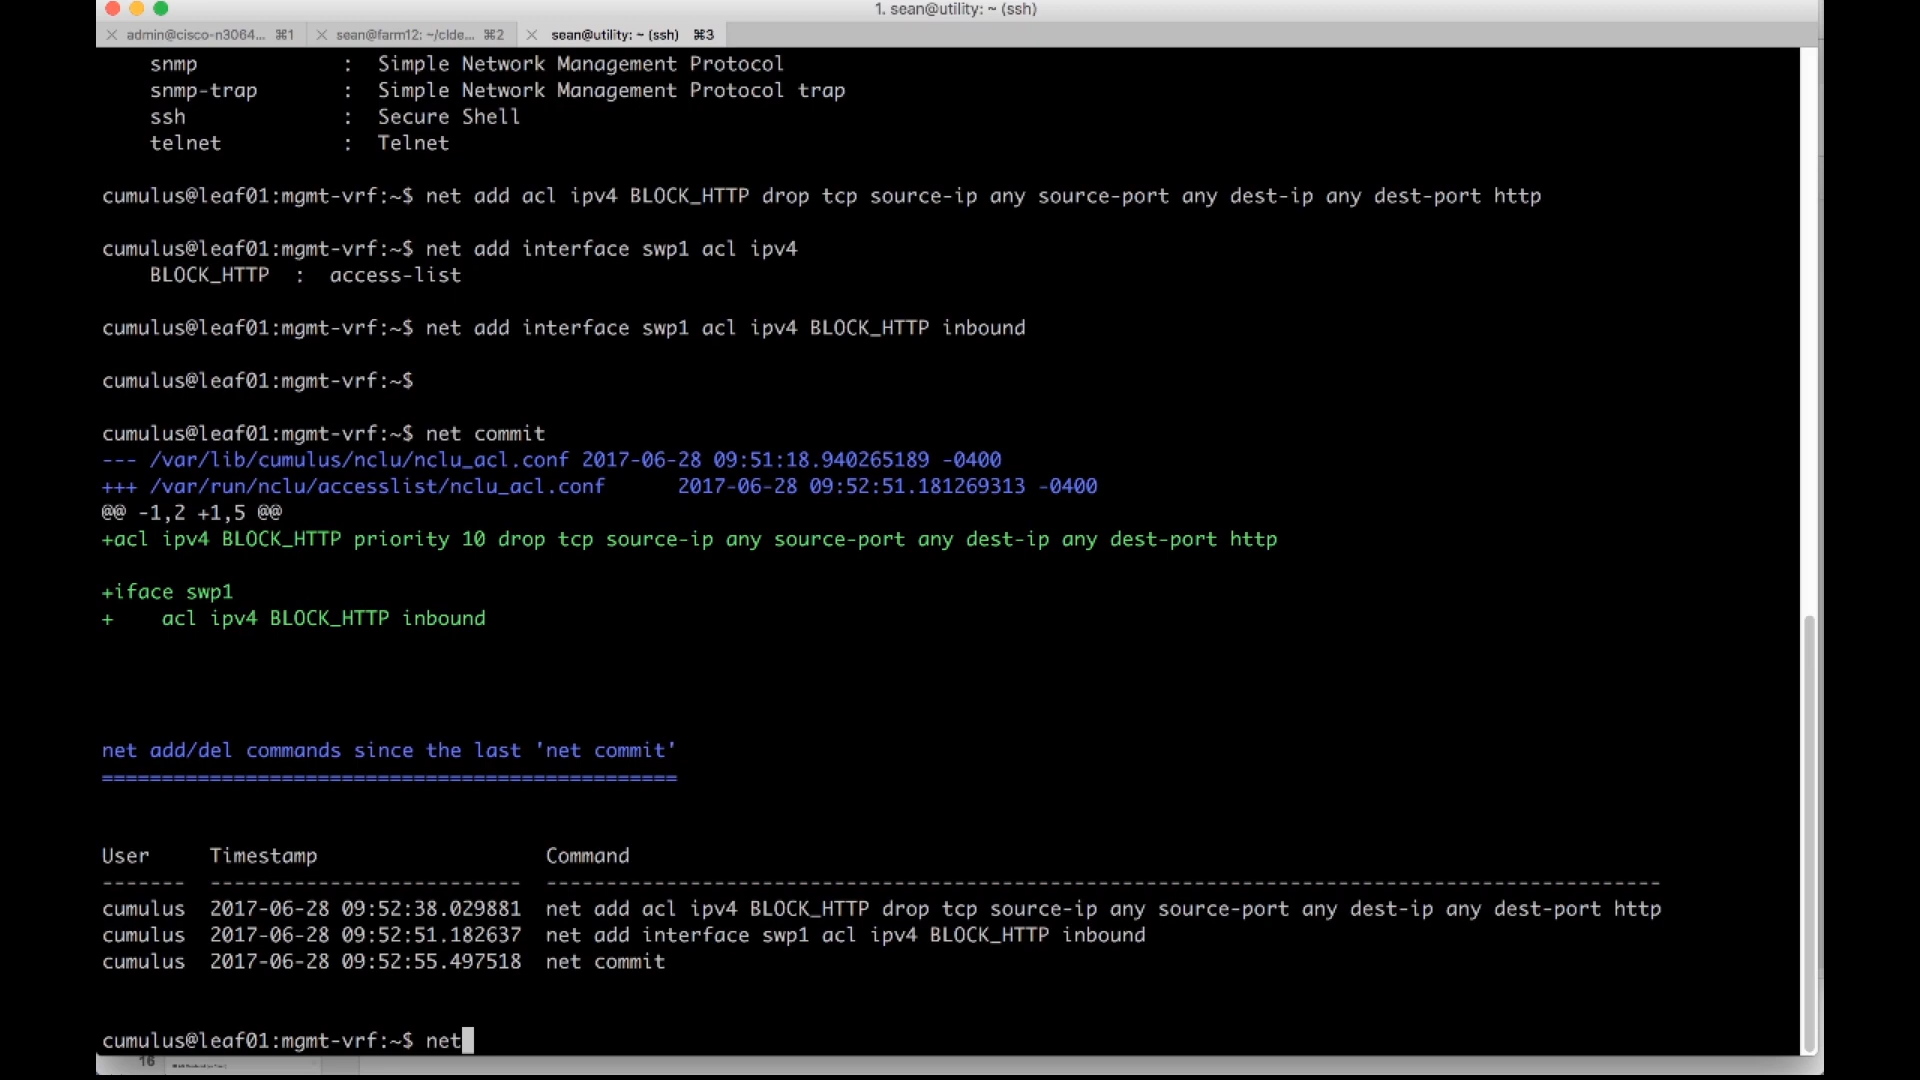 1. sean@utility: ~ (ssh)
admin@cisco-n3064... ⌘1 sean@farm12: ~/clde... ⌘2 sean@utility: ~ (ssh) ⌘3
snmp : Simple Network Management Protocol
snmp-trap : Simple Network Management Protocol trap
ssh : Secure Shell
telnet : Telnet
cumulus@leaf01:mgmt-vrf:~$ net add acl ipv4 BLOCK_HTTP drop tcp source-ip any source-port any dest-ip any dest-port http
cumulus@leaf01:mgmt-vrf:~$ net add interface swp1 acl ipv4
BLOCK_HTTP : access-list
cumulus@leaf01:mgmt-vrf:~$ net add interface swp1 acl ipv4 BLOCK_HTTP inbound
cumulus@leaf01:mgmt-vrf:~$
cumulus@leaf01:mgmt-vrf:~$ net commit
--- /var/lib/cumulus/nclu/nclu_acl.conf 2017-06-28 09:51:18.940265189 -0400
+++ /var/run/nclu/accesslist/nclu_acl.conf 2017-06-28 09:52:51.181269313 -0400
@@ -1,2 +1,5 @@
+acl ipv4 BLOCK_HTTP priority 10 drop tcp source-ip any source-port any dest-ip any dest-port http
+iface swp1
+ acl ipv4 BLOCK_HTTP inbound
net add/del commands since the last 'net commit'
================================================
User Timestamp Command
------- -------------------------- ---------------------------------------------------------------------------------------------
cumulus 2017-06-28 09:52:38.029881 net add acl ipv4 BLOCK_HTTP drop tcp source-ip any source-port any dest-ip any dest-port http
cumulus 2017-06-28 09:52:51.182637 net add interface swp1 acl ipv4 BLOCK_HTTP inbound
cumulus 2017-06-28 09:52:55.497518 net commit
cumulus@leaf01:mgmt-vrf:~$ net
16